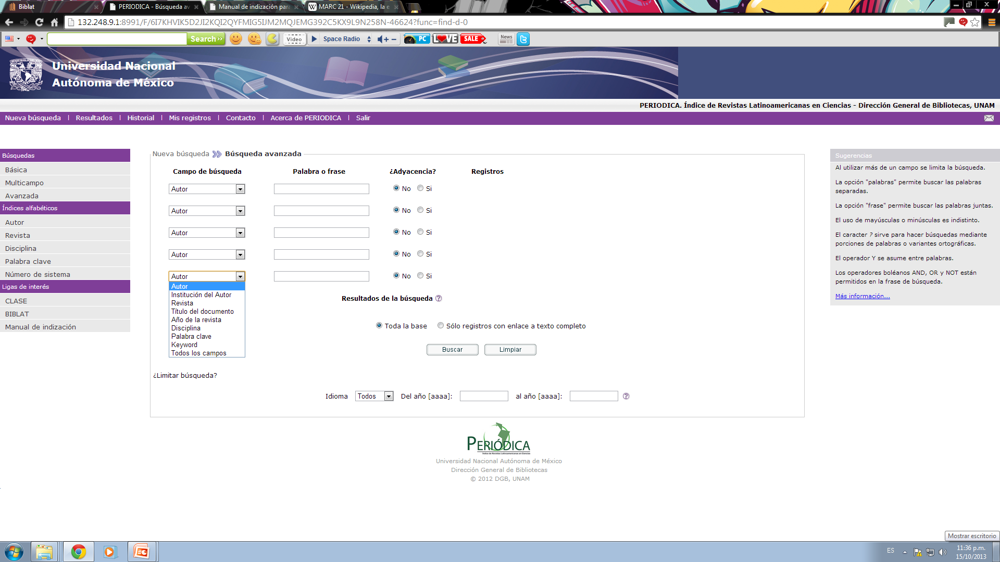 Biblat
PERIODICA - Búsqueda av
Manual de indización para
MARC 21 - Wikipedia, la e
132.248.9.1:8991/F/6I7KHVIK5D2JI2KQI2QYFMIG5IJM2MQJEMG392C5KX9L9N258N-46624?func=find-d-0
Search >>
Video
Space Radio
PC
LOVE
SALE
News
Universidad Nacional
Autónoma de México
PERIODICA. Índice de Revistas Latinoamericanas en Ciencias - Dirección General de Bibliotecas, UNAM
Nueva búsqueda | Resultados | Historial | Mis registros | Contacto | Acerca de PERIODICA | Salir
Búsquedas
Básica
Multicampo
Avanzada
Índices alfabéticos
Autor
Revista
Disciplina
Palabra clave
Número de sistema
Ligas de interés
CLASE
BIBLAT
Manual de indización
Nueva búsqueda Búsqueda avanzada
Campo de búsqueda Palabra o frase ¿Adyacencia? Registros
Autor No Si
Autor No Si
Autor No Si
Autor No Si
Autor No Si
Autor
Institución del Autor
Revista
Título del documento
Año de la revista
Disciplina
Palabra clave
Keyword
Todos los campos
Resultados de la búsqueda ?
Toda la base Sólo registros con enlace a texto completo
Buscar Limpiar
¿Limitar búsqueda?
Idioma Todos Del año [aaaa]: al año [aaaa]: ?
Sugerencias
Al utilizar más de un campo se limita la búsqueda.
La opción "palabras" permite buscar las palabras
separadas.
La opción "frase" permite buscar las palabras juntas.
El uso de mayúsculas o minúsculas es indistinto.
El caracter ? sirve para hacer búsquedas mediante
porciones de palabras o variantes ortográficas.
El operador Y se asume entre palabras.
Los operadores boléanos AND, OR y NOT están
permitidos en la frase de búsqueda.
Más información...
PERIÓDICA
Índice de Revistas Latinoamericanas en Ciencias
Universidad Nacional Autónoma de México
Dirección General de Bibliotecas
© 2012 DGB, UNAM
Mostrar escritorio
ES
11:36 p.m.
15/10/2013